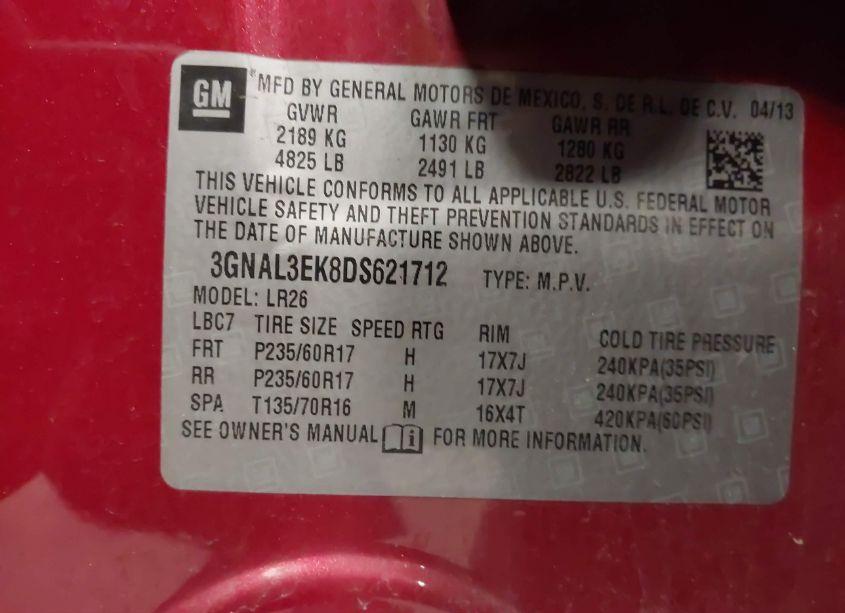 GM
*MFD BY GENERAL MOTORS DE MEXICO, S. DE R.L. DE C.V. 04/13
GVWR GAWR FRT GAWR RR
2189 KG 1130 KG 1280 KG
4825 LB 2491 LB 2822 LB
THIS VEHICLE CONFORMS TO ALL APPLICABLE U.S. FEDERAL MOTOR
VEHICLE SAFETY AND THEFT PREVENTION STANDARDS IN EFFECT ON
THE DATE OF MANUFACTURE SHOWN ABOVE.
3GNAL3EK8DS621712 TYPE: M.P.V.
MODEL: LR26
LBC7 TIRE SIZE SPEED RTG RIM COLD TIRE PRESSURE
FRT P235/60R17 H 17X7J 240KPA(35PSI)
RR P235/60R17 H 17X7J 240KPA(35PSI)
SPA T135/70R16 M 16X4T 420KPA(60PSI)
SEE OWNER'S MANUAL i FOR MORE INFORMATION.